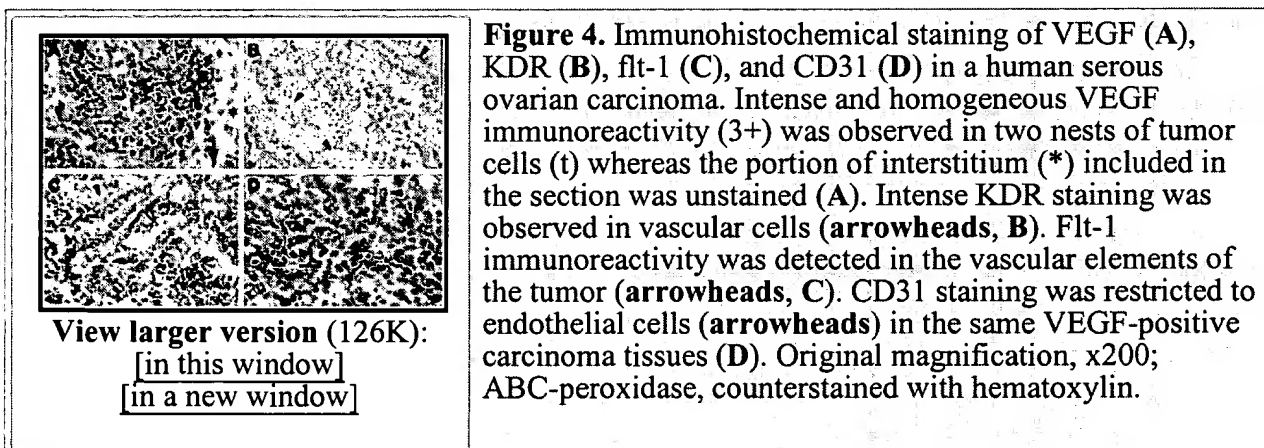 B
C
D
View larger version (126K):
[in this window]
[in a new window]
Figure 4. Immunohistochemical staining of VEGF (A),
KDR (B), flt-1 (C), and CD31 (D) in a human serous
ovarian carcinoma. Intense and homogeneous VEGF
immunoreactivity (3+) was observed in two nests of tumor
cells (t) whereas the portion of interstitium (*) included in
the section was unstained (A). Intense KDR staining was
observed in vascular cells (arrowheads, B). Flt-1
immunoreactivity was detected in the vascular elements of
the tumor (arrowheads, C). CD31 staining was restricted to
endothelial cells (arrowheads) in the same VEGF-positive
carcinoma tissues (D). Original magnification, x200;
ABC-peroxidase, counterstained with hematoxylin.